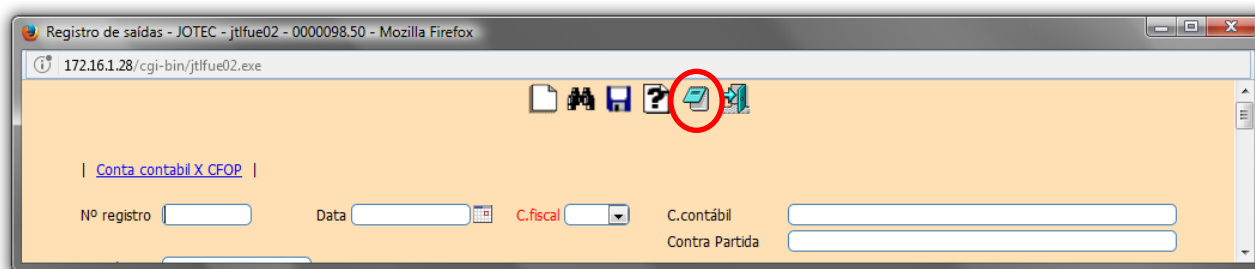 Registro de saídas - JOTEC - jtlfue02 - 0000098.50 - Mozilla Firefox
172.16.1.28/cgi-bin/jtlfue02.exe
| Conta contabil X CFOP |
Nº registro Data C.fiscal C.contábil
Contra Partida